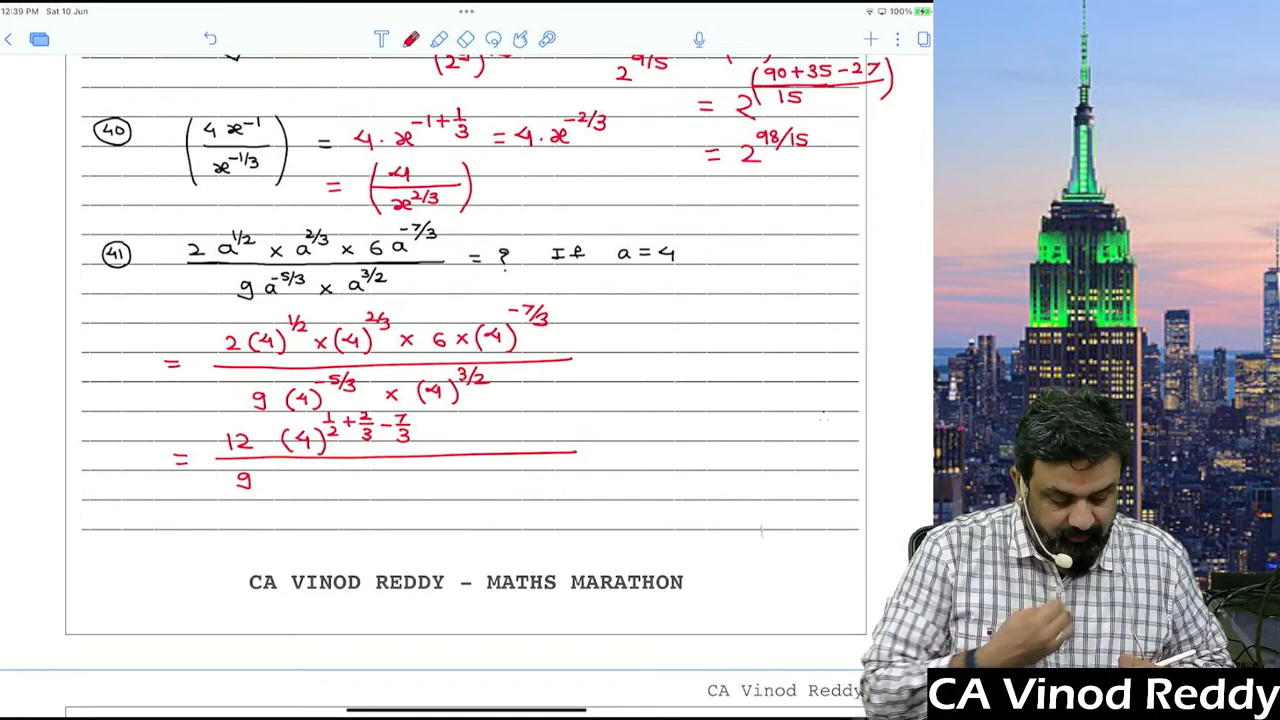 12:39 PM Sat 10 Jun
100%
(2 )
2^{9/5}
= 2^{(90+35-27)/15}
= 2^{98/15}
(40) (4x^{-1} / x^{-1/3}) = 4 · x^{-1+1/3} = 4 · x^{-2/3}
= (4 / x^{2/3})
(41) 2a^{1/2} × a^{2/3} × 6a^{-7/3} / 9a^{-5/3} × a^{3/2} = ? If a = 4
= 2(4)^{1/2} × (4)^{2/3} × 6 × (4)^{-7/3} / 9(4)^{-5/3} × (4)^{3/2}
= 12 (4)^{1/2+2/3-7/3} / 9
CA VINOD REDDY - MATHS MARATHON
CA Vinod Reddy
CA Vinod Reddy